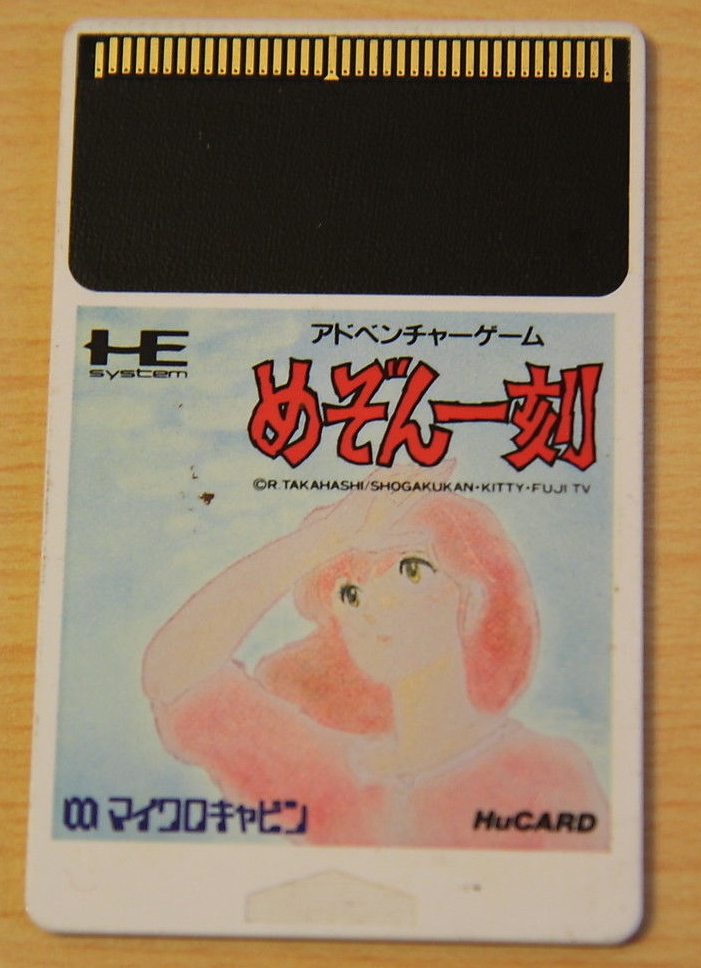 HE
system
アドベンチャーゲーム
めぞん一刻
©R.TAKAHASHI/SHOGAKUKAN・KITTY・FUJI TV
マイクロキャビン
HuCARD